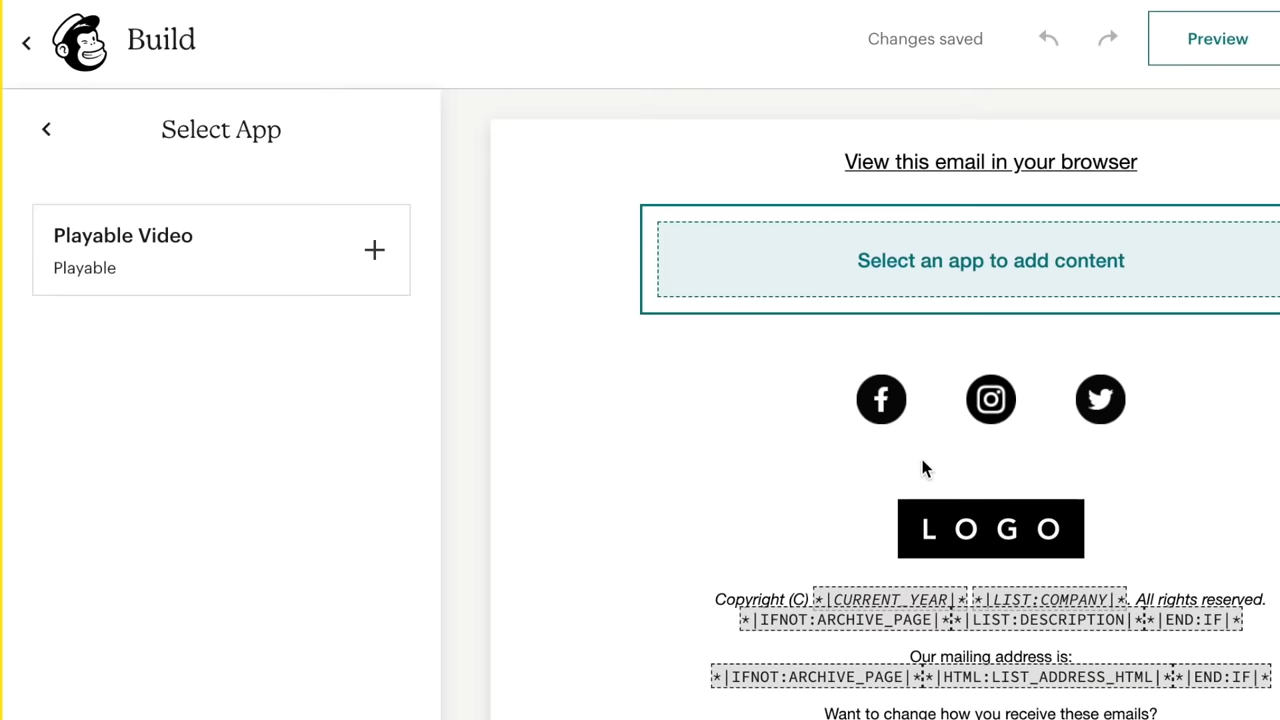 Build
Changes saved
Preview
Select App
Playable Video
Playable
View this email in your browser
Select an app to add content
LOGO
Copyright (C) *|CURRENT_YEAR|* *|LIST:COMPANY|*. All rights reserved.
*|IFNOT:ARCHIVE_PAGE|**|LIST:DESCRIPTION|**|END:IF|*
Our mailing address is:
*|IFNOT:ARCHIVE_PAGE|**|HTML:LIST_ADDRESS_HTML|**|END:IF|*
Want to change how you receive these emails?